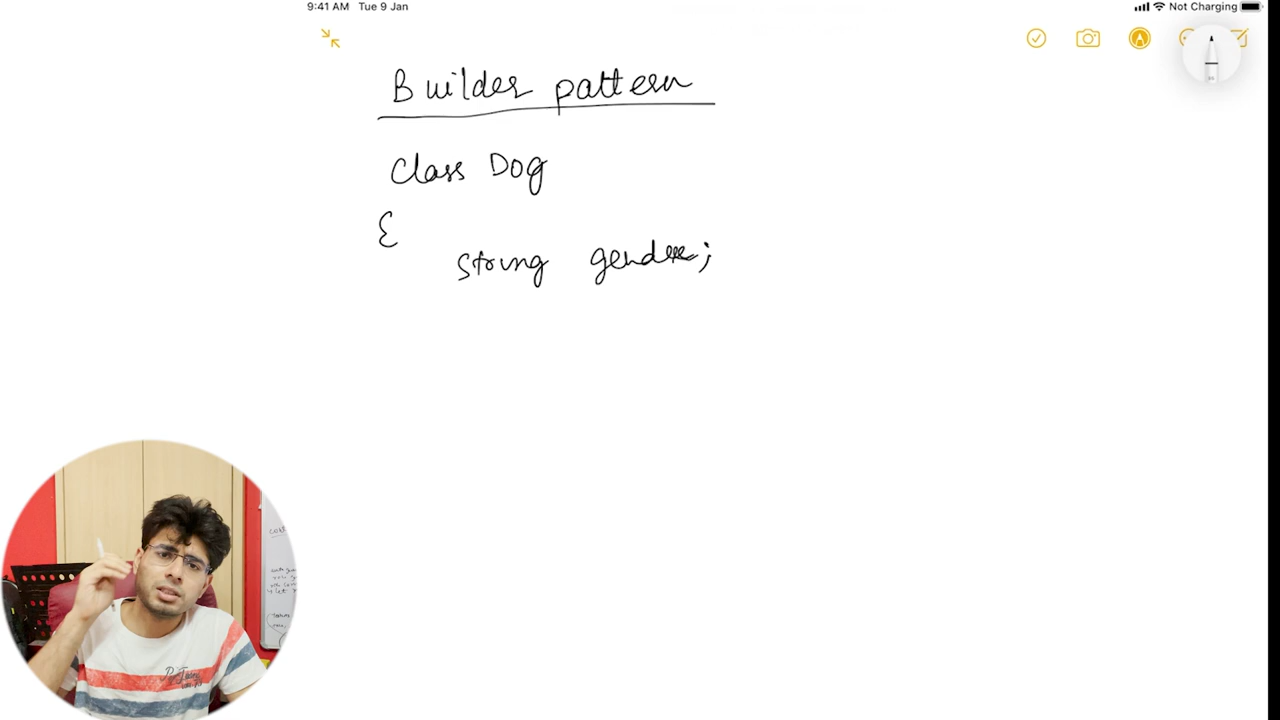 9:41 AM Tue 9 Jan
Not Charging
Builder pattern
Class Dog
{
String gender;